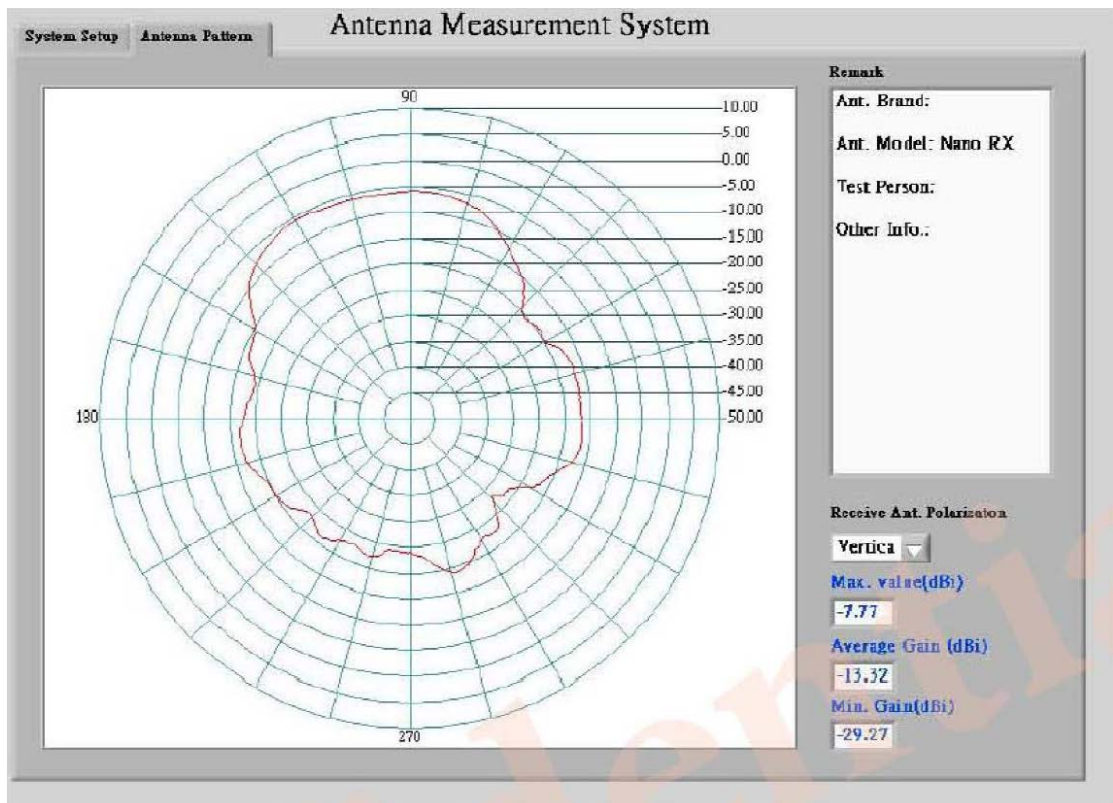 Antenna Measurement System
System Setup
Antenna Pattern
90
180
270
10.00
5.00
0.00
-5.00
-10.00
-15.00
-20.00
-25.00
-30.00
-35.00
-40.00
-45.00
-50.00
Remark
Ant. Brand:
Ant. Model: Nano RX
Test Person:
Other Info.:
Receive Ant. Polarizaton
Vertica
Max. value(dBi)
-7.77
Average Gain (dBi)
-13.32
Min. Gain(dBi)
-29.27